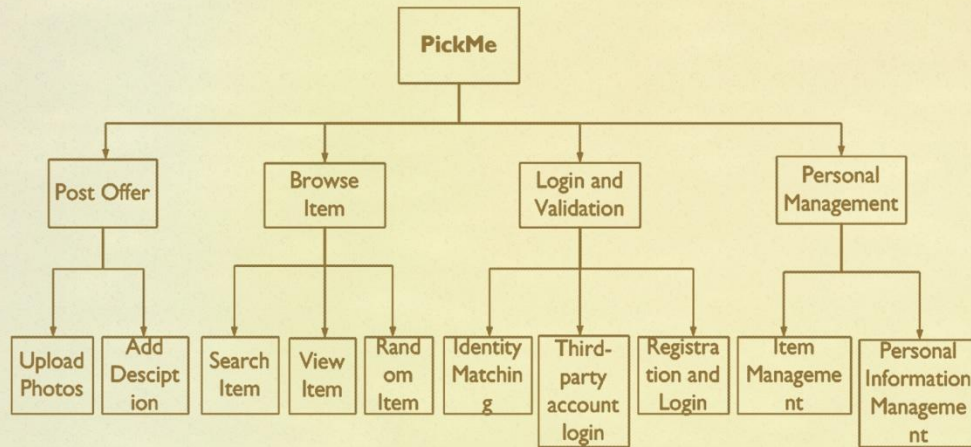 PickMe
Post Offer
Browse
Item
Login and
Validation
Personal
Management
Upload
Photos
Add
Descipt
ion
Search
Item
View
Item
Rand
om
Item
Identity
Matchin
g
Third-
party
account
login
Registra
tion and
Login
Item
Manageme
nt
Personal
Information
Manageme
nt